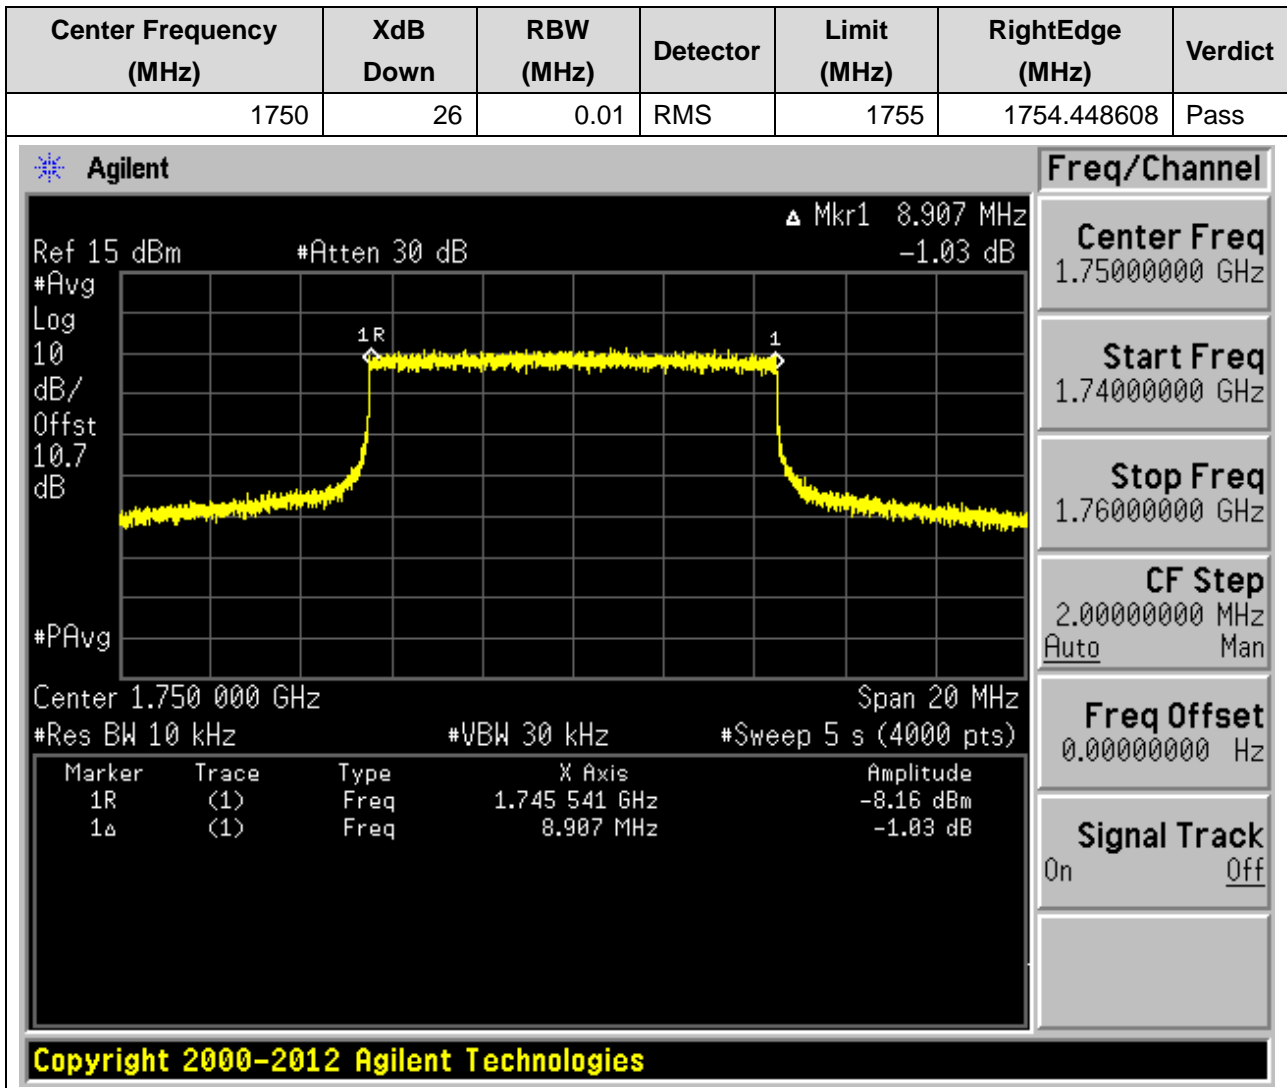 Center Frequency (MHz) XdB Down RBW (MHz) Detector Limit (MHz) RightEdge (MHz) Verdict
1750 26 0.01 RMS 1755 1754.448608 Pass
Agilent
Freq/Channel
Δ Mkr1 8.907 MHz
Ref 15 dBm #Atten 30 dB -1.03 dB
#Avg
Log
10
dB/
Offst
10.7
dB
#PAvg
1R
1
Center 1.750 000 GHz Span 20 MHz
#Res BW 10 kHz #VBW 30 kHz #Sweep 5 s (4000 pts)
Marker Trace Type X Axis Amplitude
1R (1) Freq 1.745 541 GHz -8.16 dBm
1Δ (1) Freq 8.907 MHz -1.03 dB
Center Freq
1.75000000 GHz
Start Freq
1.74000000 GHz
Stop Freq
1.76000000 GHz
CF Step
2.00000000 MHz
Auto Man
Freq Offset
0.00000000 Hz
Signal Track
On Off
Copyright 2000-2012 Agilent Technologies